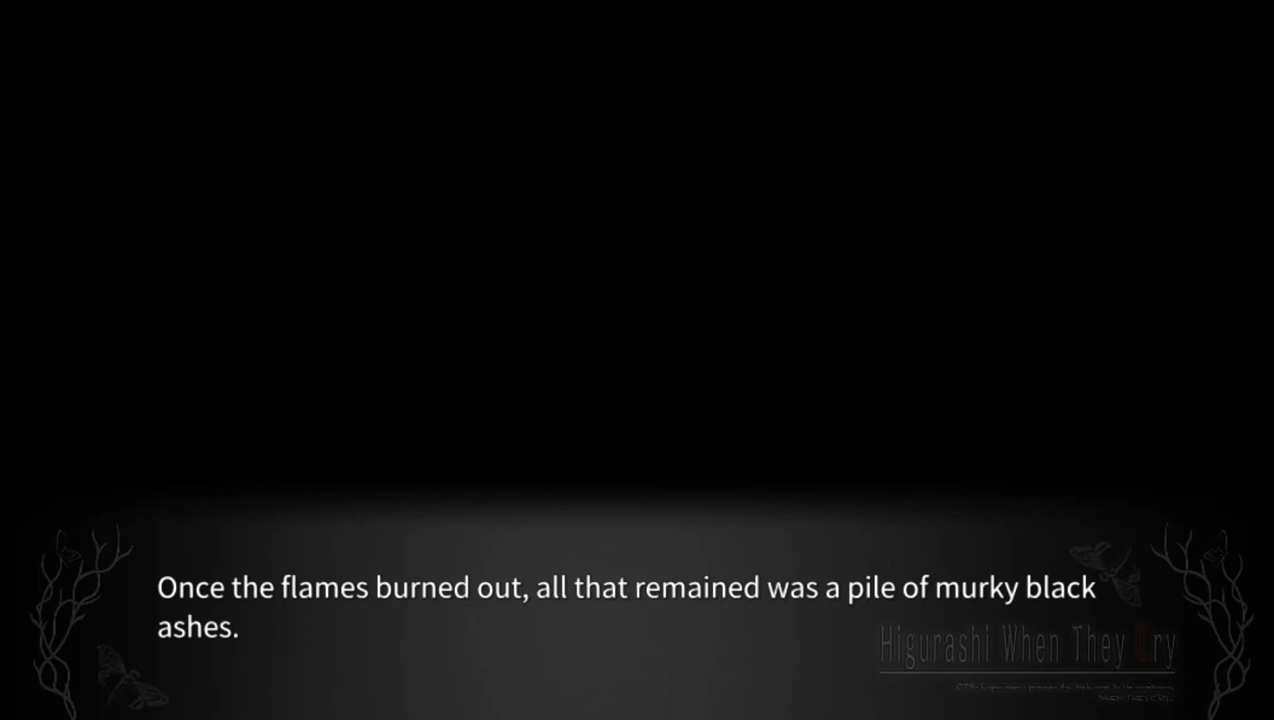 Once the flames burned out, all that remained was a pile of murky black
ashes.
Higurashi When They Cry